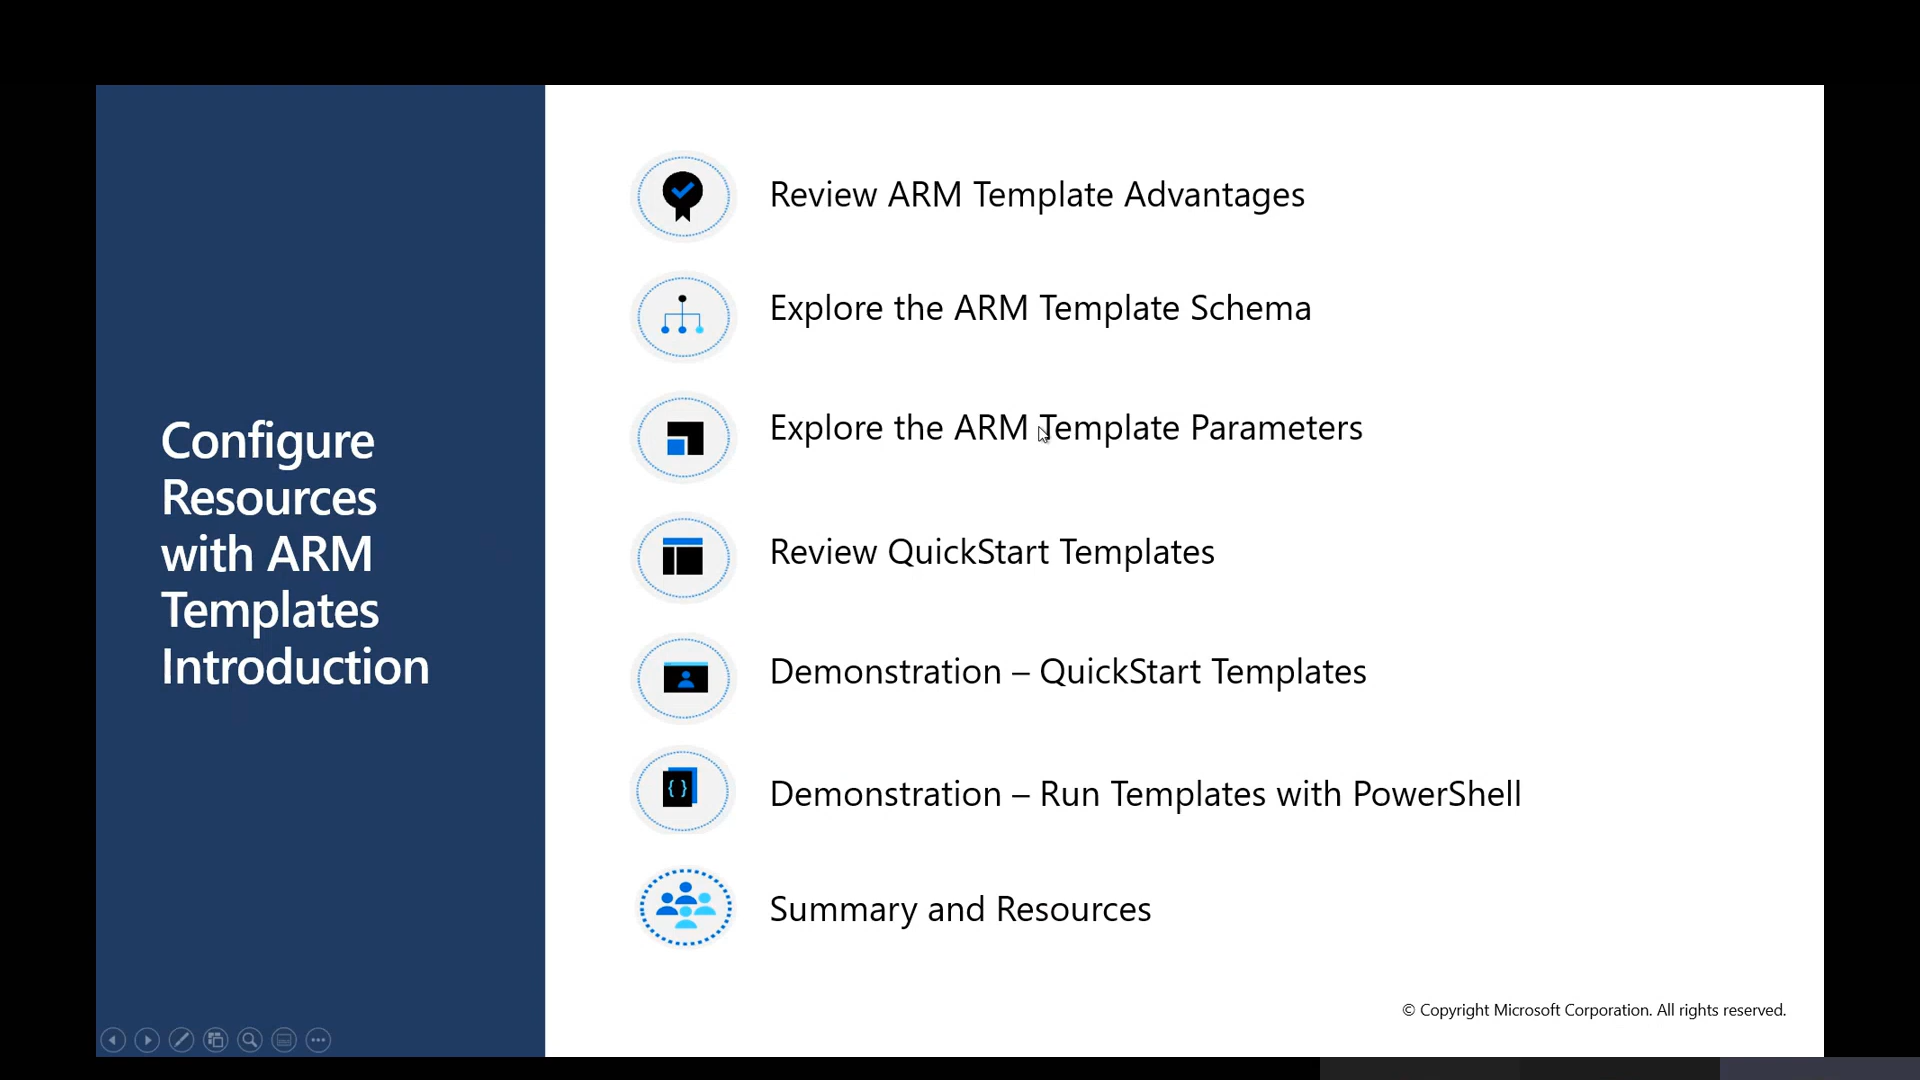 Configure
Resources
with ARM
Templates
Introduction
Review ARM Template Advantages
Explore the ARM Template Schema
Explore the ARM Template Parameters
Review QuickStart Templates
Demonstration – QuickStart Templates
Demonstration – Run Templates with PowerShell
Summary and Resources
© Copyright Microsoft Corporation. All rights reserved.